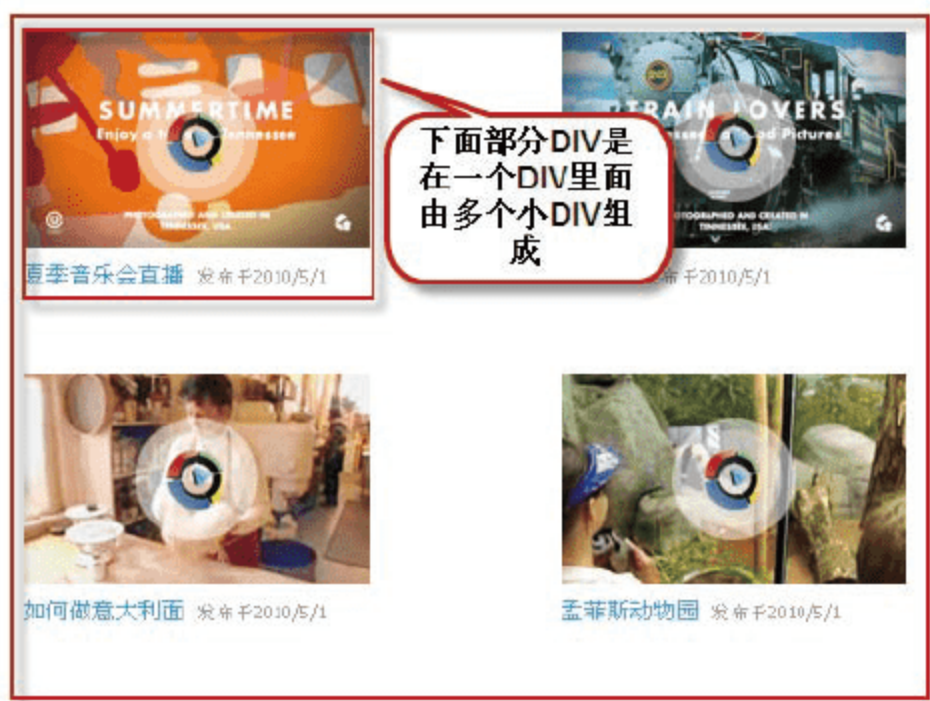 SUMMERTIME
Enjoy a
Tennessee
PHOTOGRAPHED AND CREATED IN
TENNESSEE, USA
夏季音乐会直播 发布于2010/5/1
下面部分DIV是
在一个DIV里面
由多个小DIV组
成
TRAIN LOVERS
Pictures
PHOTOGRAPHED AND CREATED IN
TENNESSEE, USA
布于2010/5/1
如何做意大利面 发布于2010/5/1
孟菲斯动物园 发布于2010/5/1